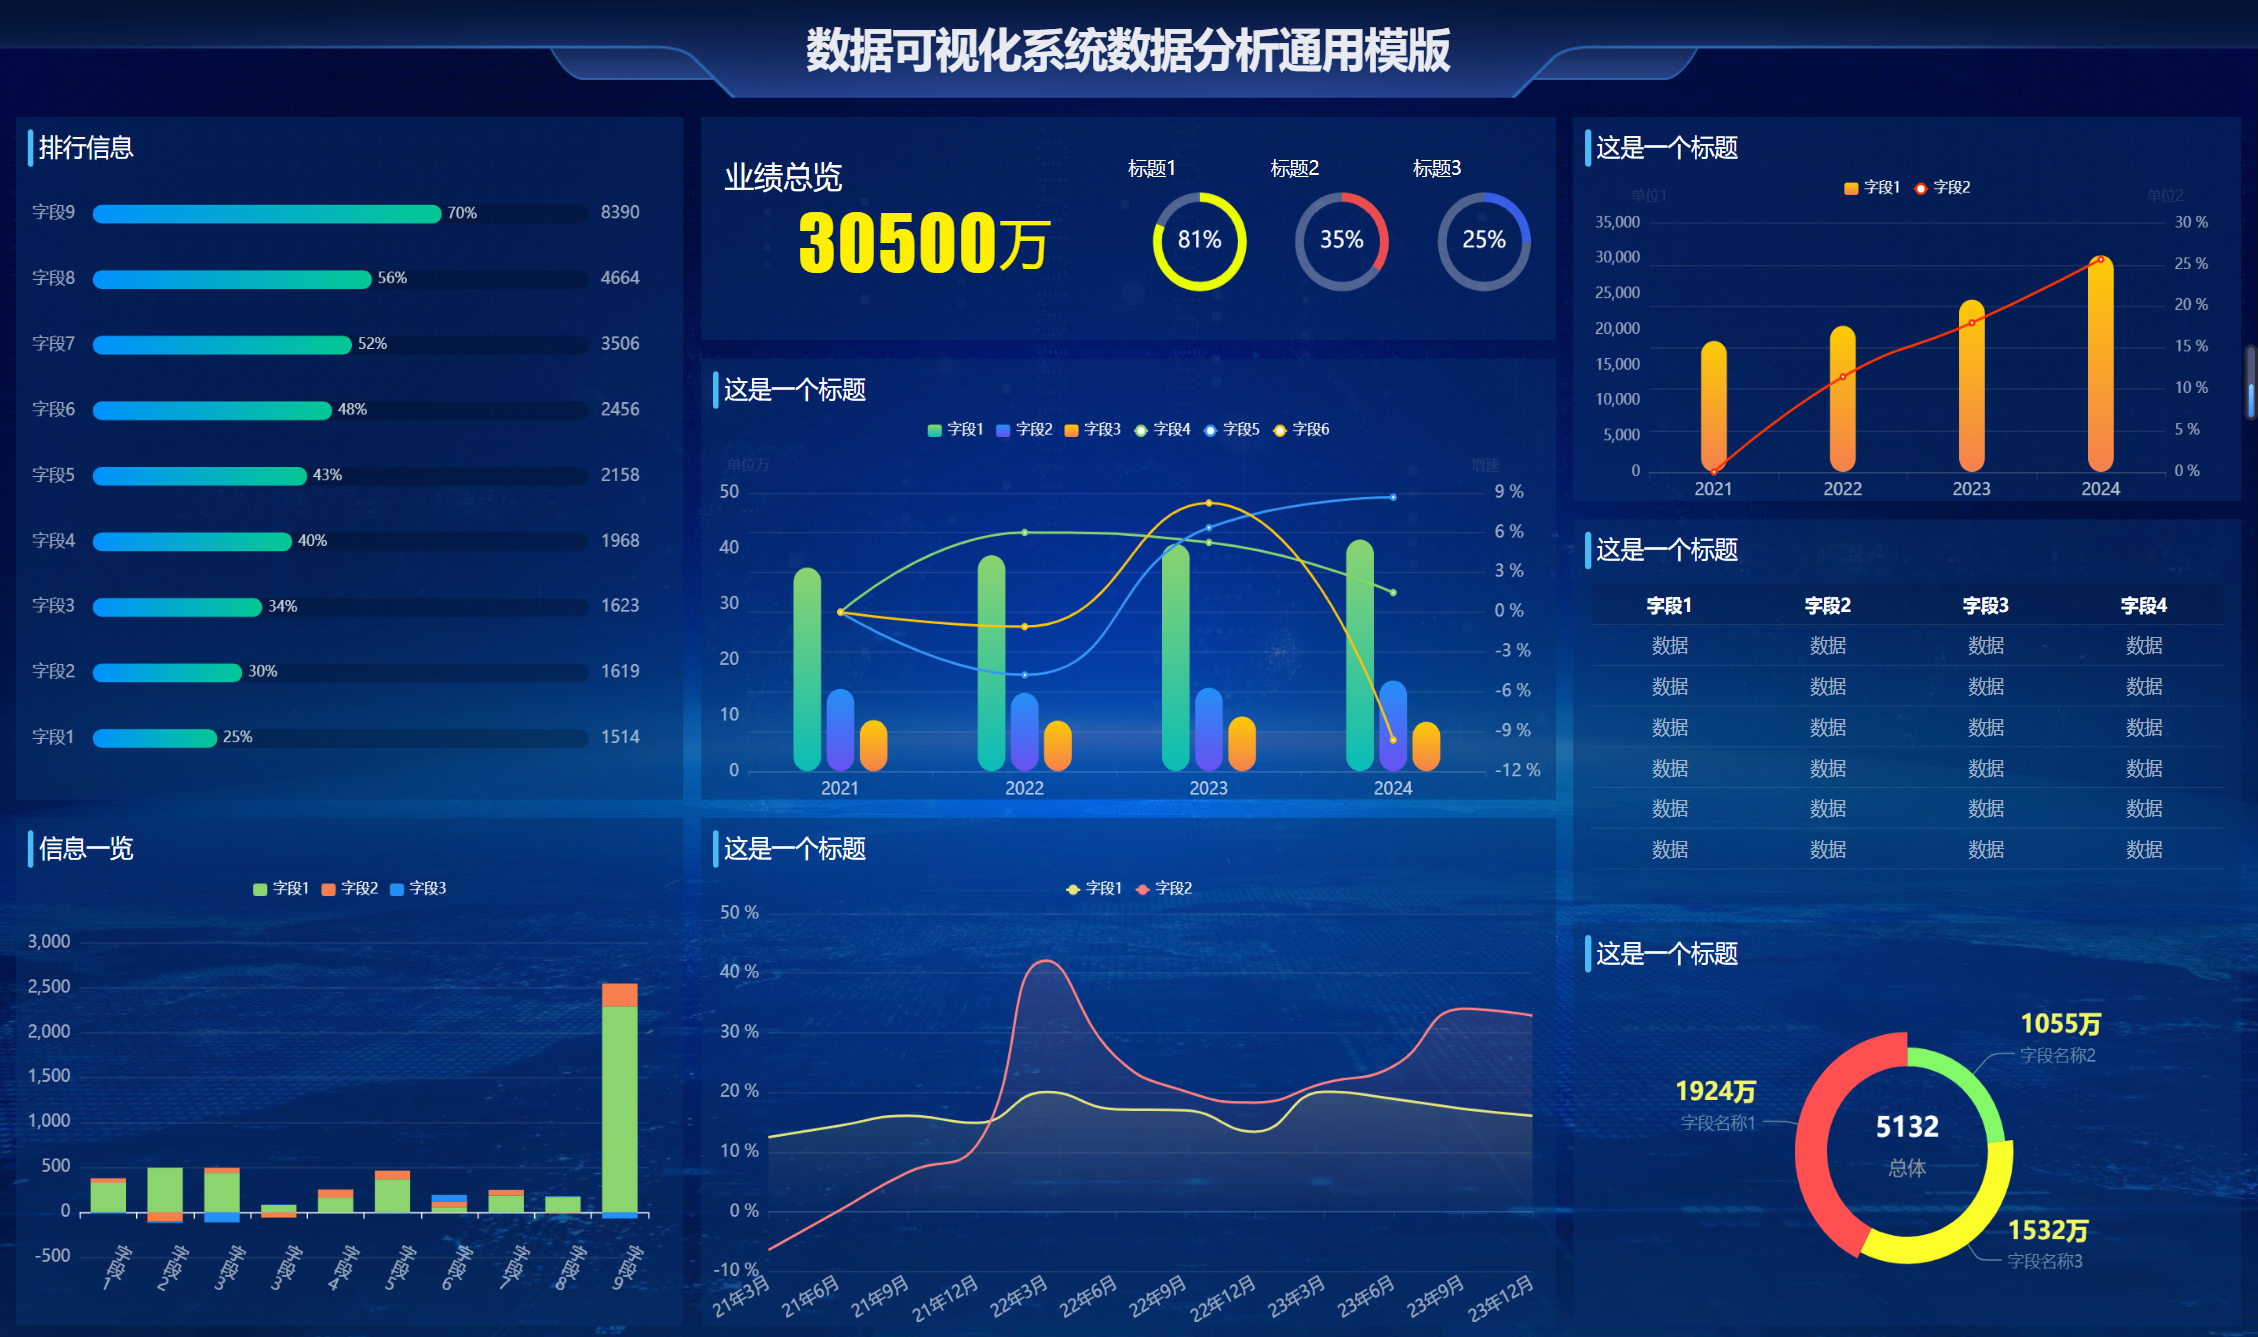 数据可视化系统数据分析通用模版
排行信息
字段9 70% 8390
字段8 56% 4664
字段7 52% 3506
字段6 48% 2456
字段5 43% 2158
字段4 40% 1968
字段3 34% 1623
字段2 30% 1619
字段1 25% 1514
业绩总览
30500万
标题1 标题2 标题3
81% 35% 25%
这是一个标题
字段1 字段2 字段3 字段4 字段5 字段6
单位万 增速
50 9 %
40 6 %
30 3 %
20 0 %
10 -3 %
0 -6 %
-9 %
-12 %
2021 2022 2023 2024
这是一个标题
字段1 字段2
单位1 单位2
35,000 30 %
30,000 25 %
25,000 20 %
20,000 15 %
15,000 10 %
10,000 5 %
5,000 0 %
0
2021 2022 2023 2024
这是一个标题
字段1 字段2 字段3 字段4
数据 数据 数据 数据
数据 数据 数据 数据
数据 数据 数据 数据
数据 数据 数据 数据
数据 数据 数据 数据
数据 数据 数据 数据
信息一览
字段1 字段2 字段3
3,000
2,500
2,000
1,500
1,000
500
0
-500
字段1 字段2 字段3 字段3 字段4 字段5 字段6 字段7 字段8 字段9
这是一个标题
字段1 字段2
50 %
40 %
30 %
20 %
10 %
0 %
-10 %
21年3月 21年6月 21年9月 21年12月 22年3月 22年6月 22年9月 22年12月 23年3月 23年6月 23年9月 23年12月
这是一个标题
1055万
字段名称2
1924万
字段名称1
5132
总体
1532万
字段名称3